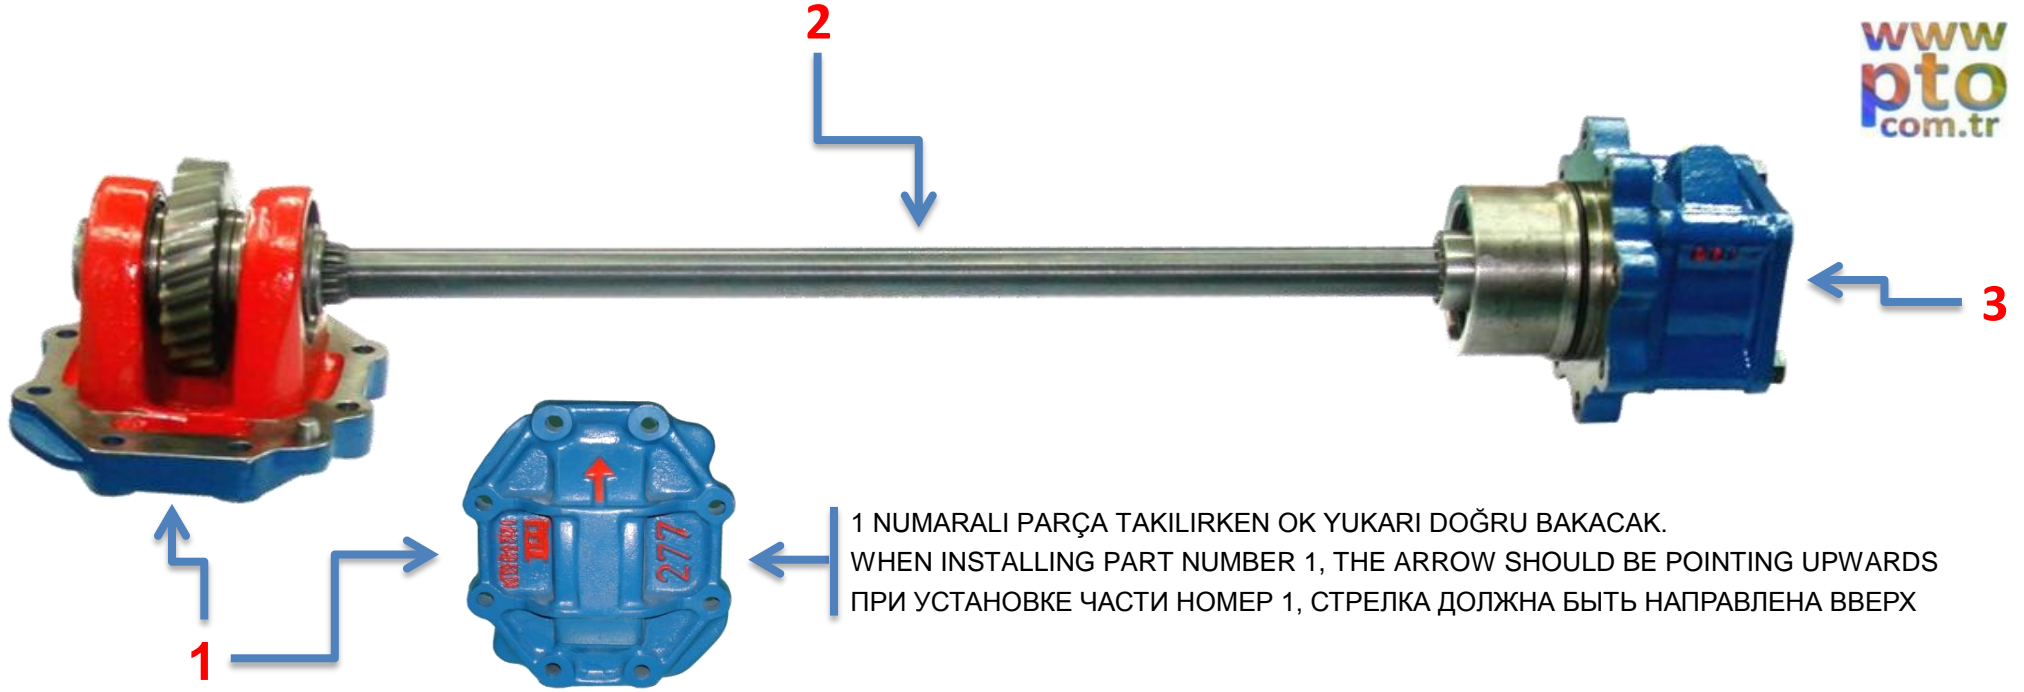 2
www
pto
com.tr
3
277
1 NUMARALI PARÇA TAKILIRKEN OK YUKARI DOĞRU BAKACAK.
WHEN INSTALLING PART NUMBER 1, THE ARROW SHOULD BE POINTING UPWARDS
ПРИ УСТАНОВКЕ ЧАСТИ НОМЕР 1, СТРЕЛКА ДОЛЖНА БЫТЬ НАПРАВЛЕНА ВВЕРХ
1